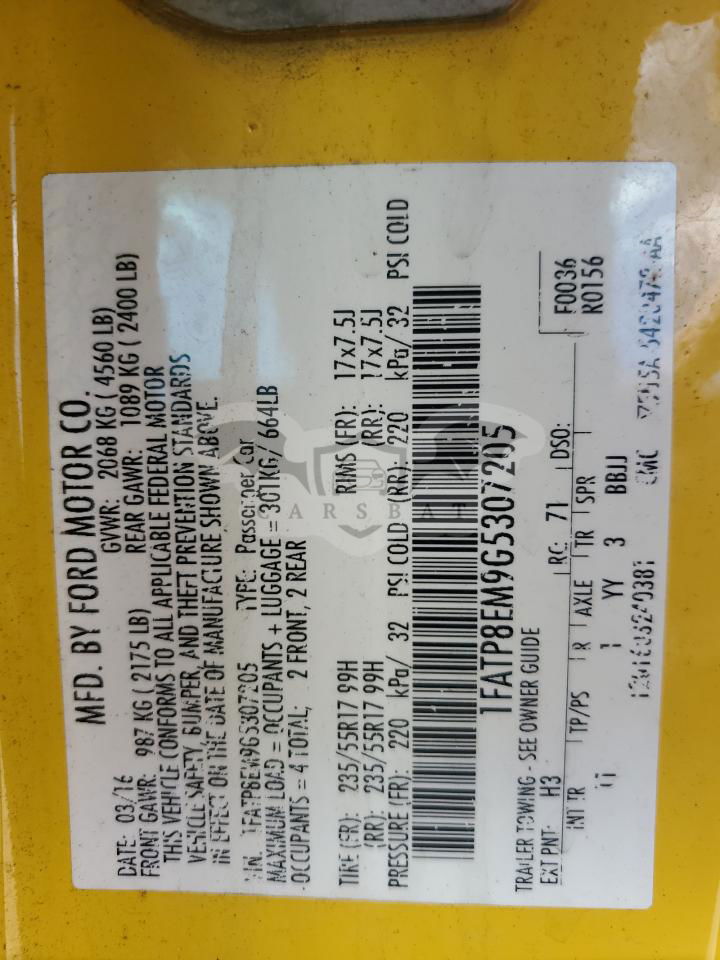 MFD. BY FORD MOTOR CO.
DATE: 03/16 GVWR: 2068 KG ( 4560 LB)
FRONT GAWR: 987 KG ( 2175 LB) REAR GAWR: 1089 KG ( 2400 LB)
THIS VEHICLE CONFORMS TO ALL APPLICABLE FEDERAL MOTOR
VEHICLE SAFETY BUMPER, AND THEFT PREVENTION STANDARDS
IN EFFECT ON THE DATE OF MANUFACTURE SHOWN ABOVE.
VIN: 1FATP8EM9G5307205 TYPE: Passenger Car
MAXIMUM LOAD = OCCUPANTS + LUGGAGE = 301KG/ 664LB
OCCUPANTS = 4 TOTAL, 2 FRONT, 2 REAR
TIRE (FR): 235/55R17 99H RIMS (FR): 17x7.5J
(RR): 235/55R17 99H (RR): 17x7.5J
PRESSURE (FR): 220 kPa/ 32 PSI COLD (RR): 220 kPa/ 32 PSI COLD
1FATP8EM9G5307205
TRAILER TOWING - SEE OWNER GUIDE
F0036
R0156
EXT PNT: H3 RC: 71 DSO:
INT TR TP/PS R AXLE TR SPR
1 YY 3 BBJJ
CARSBAT